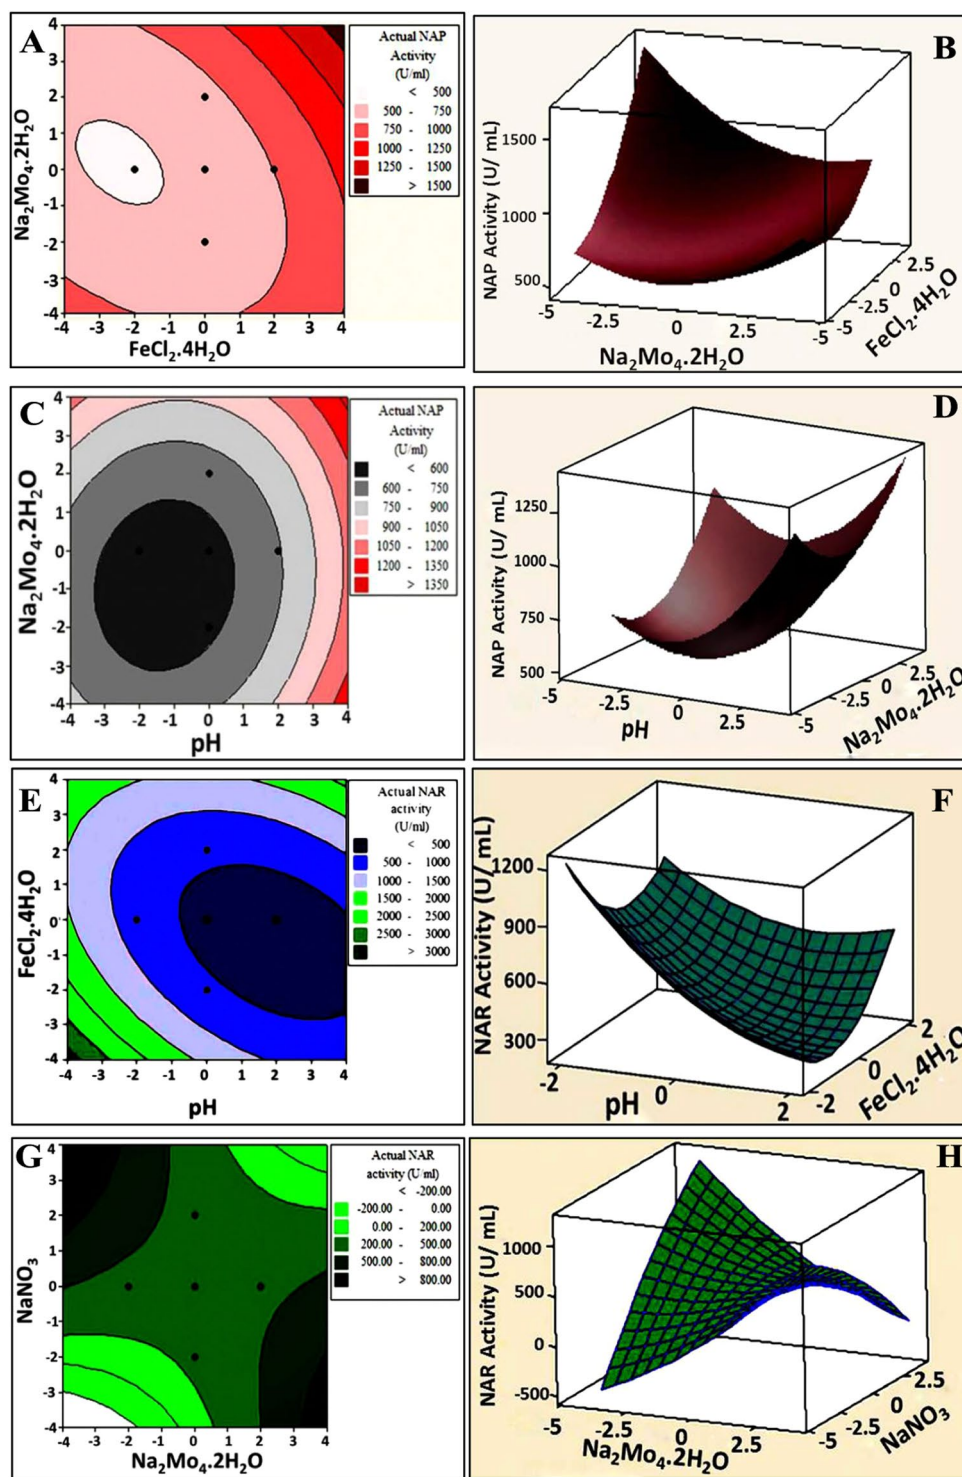 A
Actual NAP
Activity
(U/ml)
< 500
500 - 750
750 - 1000
1000 - 1250
1250 - 1500
> 1500
Na2Mo4.2H2O
4
3
2
1
0
-1
-2
-3
4
-4 -3 -2 -1 0 1 2 3 4
FeCl2.4H2O
B
NAP Activity (U/ mL)
1500
1000
500
-5 -2.5 0 2.5 -5
Na2Mo4.2H2O
-5 -2.5 0 2.5
FeCl2.4H2O
C
Actual NAP
Activity
(U/ml)
< 600
600 - 750
750 - 900
900 - 1050
1050 - 1200
1200 - 1350
> 1350
Na2Mo4.2H2O
4
3
2
1
0
-1
-2
-3
-4
-4 -3 -2 -1 0 1 2 3 4
pH
D
NAP Activity (U/ mL)
1250
1000
750
500
-5 -2.5 0 2.5
pH
-5 -2.5 0 2.5
Na2Mo4.2H2O
E
Actual NAR
activity
(U/ml)
< 500
500 - 1000
1000 - 1500
1500 - 2000
2000 - 2500
2500 - 3000
> 3000
FeCl2.4H2O
4
3
2
1
0
-1
-2
-3
-4
-4 -3 -2 -1 0 1 2 3 4
pH
F
NAR Activity (U/ mL)
1200
900
600
300
-2 0 2
pH
-2 0 2
FeCl2.4H2O
G
Actual NAR
activity (U/ml)
< -200.00
-200.00 - 0.00
0.00 - 200.00
200.00 - 500.00
500.00 - 800.00
> 800.00
NaNO3
4
3
2
1
0
-1
-2
-3
-4
-4 -3 -2 -1 0 1 2 3 4
Na2Mo4.2H2O
H
NAR Activity (U/ mL)
1000
500
0
-500
-5 -2.5 0 2.5
Na2Mo4.2H2O
-5 -2.5 0 2.5
NaNO3